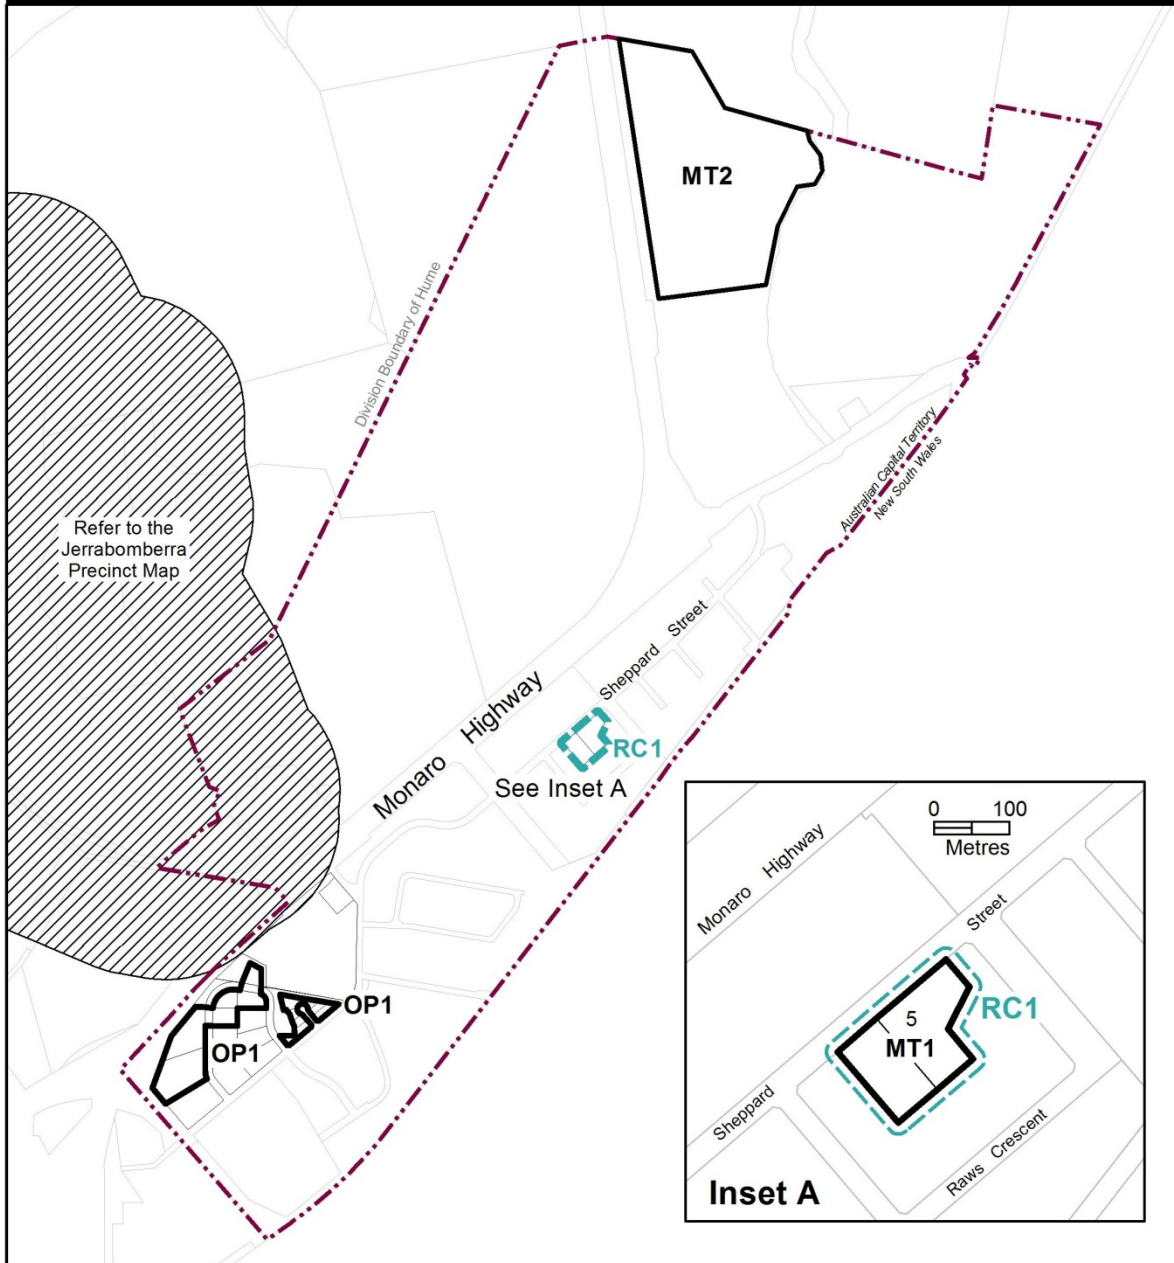 MT2
Division Boundary of Hume
Refer to the
Jerrabomberra
Precinct Map
Australian Capital Territory
New South Wales
Sheppard Street
Monaro Highway
RC1
See Inset A
OP1
OP1
0 100
Metres
Monaro Highway
Street
RC1
5
MT1
Sheppard
Raws Crescent
Inset A